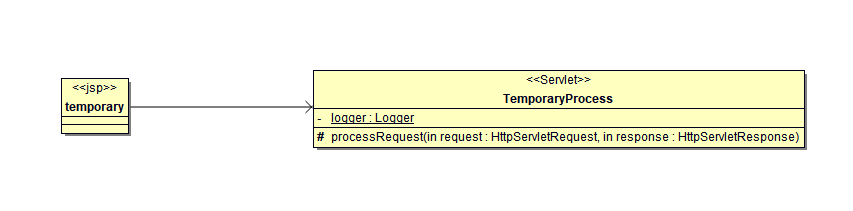 <<jsp>>
temporary
<<Servlet>>
TemporaryProcess
- logger : Logger
# processRequest(in request : HttpServletRequest, in response : HttpServletResponse)